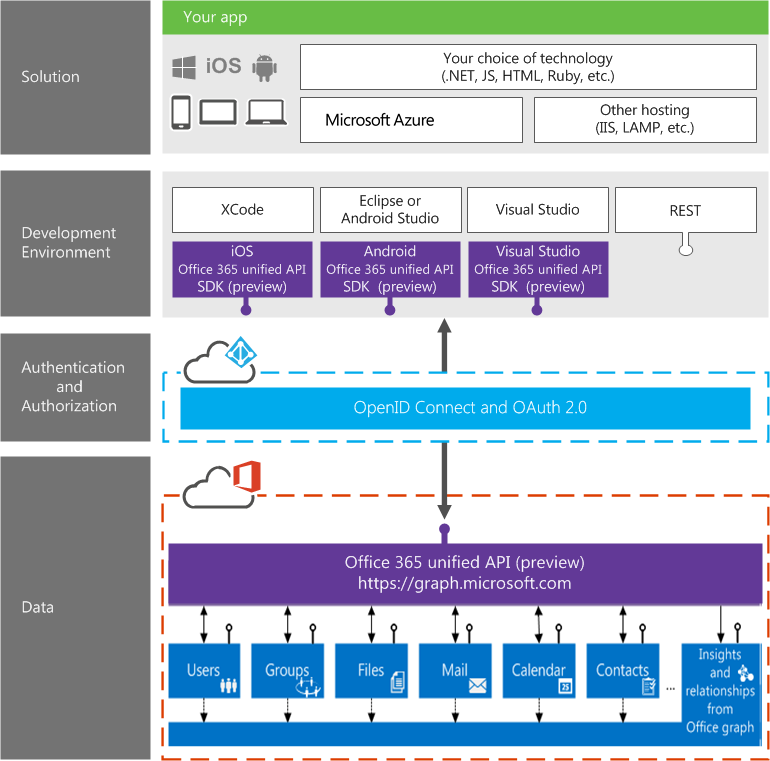 Your app
Solution
iOS
Your choice of technology
(.NET, JS, HTML, Ruby, etc.)
Microsoft Azure
Other hosting
(IIS, LAMP, etc.)
Development
Environment
XCode
Eclipse or
Android Studio
Visual Studio
REST
iOS
Office 365 unified API
SDK (preview)
Android
Office 365 unified API
SDK (preview)
Visual Studio
Office 365 unified API
SDK (preview)
Authentication
and
Authorization
OpenID Connect and OAuth 2.0
Data
Office 365 unified API (preview)
https://graph.microsoft.com
Users
Groups
Files
Mail
Calendar
25
Contacts
...
Insights
and
relationships
from
Office graph